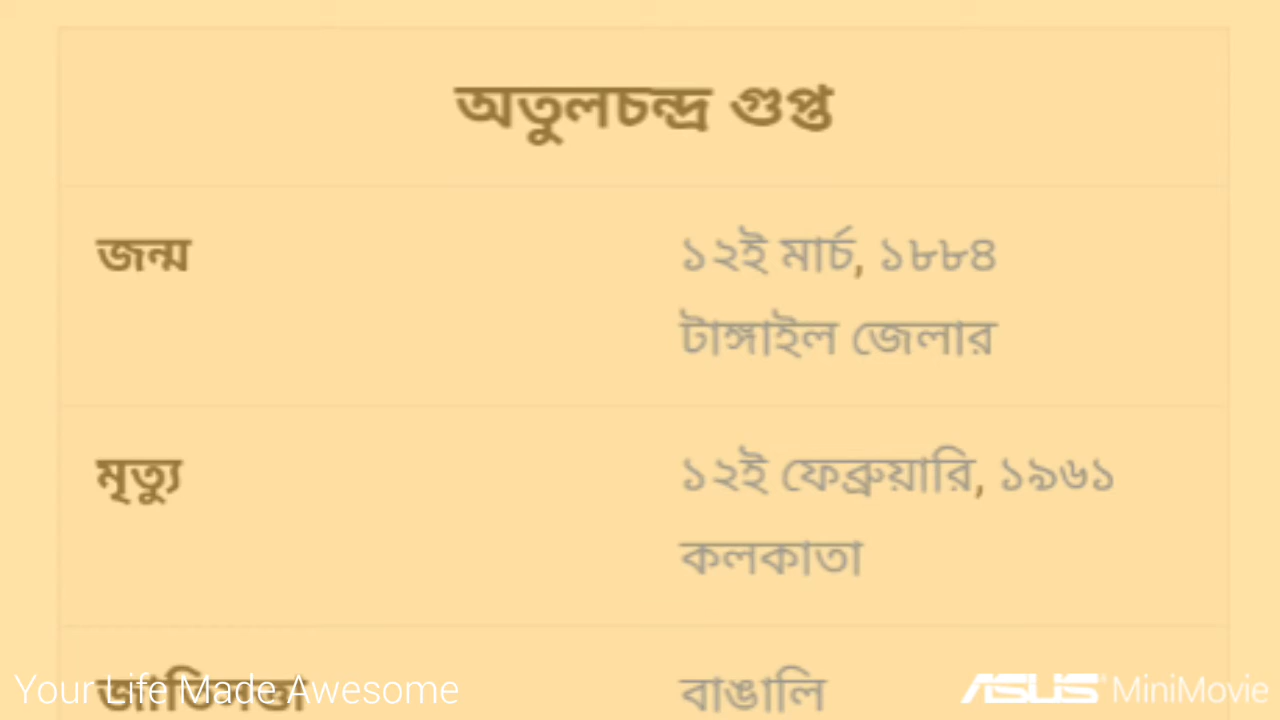 অতুলচন্দ্র গুপ্ত
জন্ম ১২ই মার্চ, ১৮৮৪
টাঙ্গাইল জেলার
মৃত্যু ১২ই ফেব্রুয়ারি, ১৯৬১
কলকাতা
বাঙালি
Your Life Made Awesome
ASUS MiniMovie